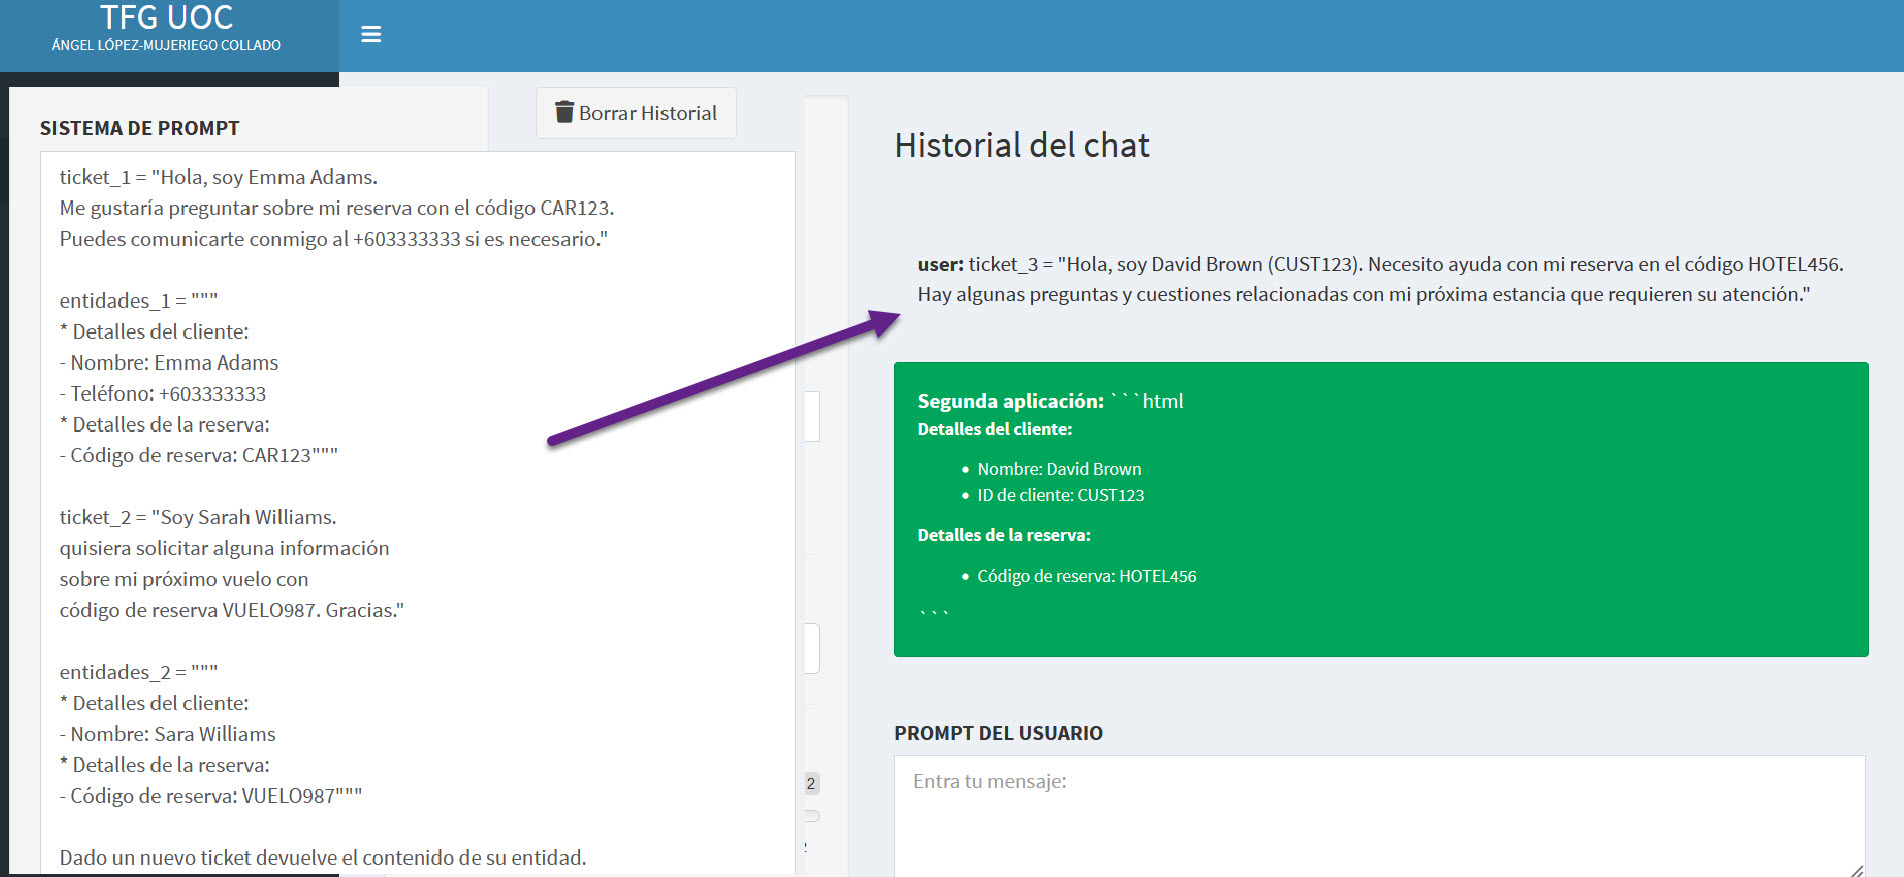 TFG UOC
ÁNGEL LÓPEZ-MUJERIEGO COLLADO
SISTEMA DE PROMPT
Borrar Historial
ticket_1 = "Hola, soy Emma Adams.
Me gustaría preguntar sobre mi reserva con el código CAR123.
Puedes comunicarte conmigo al +603333333 si es necesario."
entidades_1 = """
* Detalles del cliente:
- Nombre: Emma Adams
- Teléfono: +603333333
* Detalles de la reserva:
- Código de reserva: CAR123"""
ticket_2 = "Soy Sarah Williams.
quisiera solicitar alguna información
sobre mi próximo vuelo con
código de reserva VUELO987. Gracias."
entidades_2 = """
* Detalles del cliente:
- Nombre: Sara Williams
* Detalles de la reserva:
- Código de reserva: VUELO987"""
Dado un nuevo ticket devuelve el contenido de su entidad.
2
Historial del chat
user: ticket_3 = "Hola, soy David Brown (CUST123). Necesito ayuda con mi reserva en el código HOTEL456.
Hay algunas preguntas y cuestiones relacionadas con mi próxima estancia que requieren su atención."
Segunda aplicación: ```html
Detalles del cliente:
• Nombre: David Brown
• ID de cliente: CUST123
Detalles de la reserva:
• Código de reserva: HOTEL456
```
PROMPT DEL USUARIO
Entra tu mensaje: